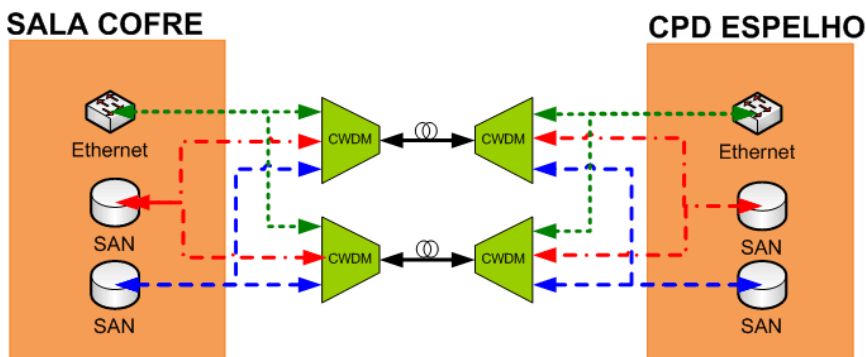 SALA COFRE
CPD ESPELHO
Ethernet
SAN
SAN
CWDM
CWDM
CWDM
CWDM
Ethernet
SAN
SAN